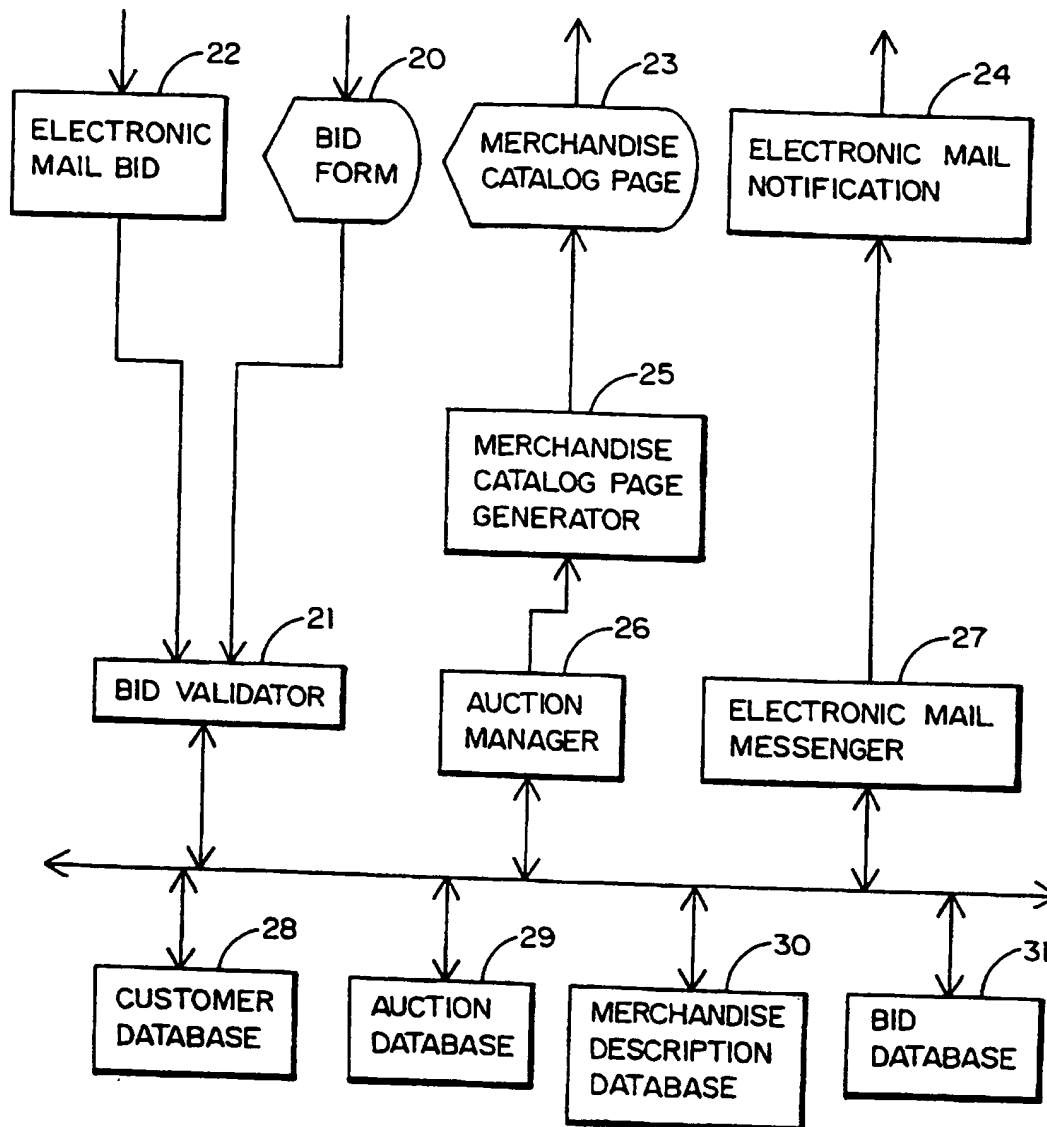 22
20
23
24
ELECTRONIC
MAIL BID
BID
FORM
MERCHANDISE
CATALOG PAGE
ELECTRONIC MAIL
NOTIFICATION
25
MERCHANDISE
CATALOG PAGE
GENERATOR
21
BID VALIDATOR
26
AUCTION
MANAGER
27
ELECTRONIC MAIL
MESSENGER
28
CUSTOMER
DATABASE
29
AUCTION
DATABASE
30
MERCHANDISE
DESCRIPTION
DATABASE
31
BID
DATABASE